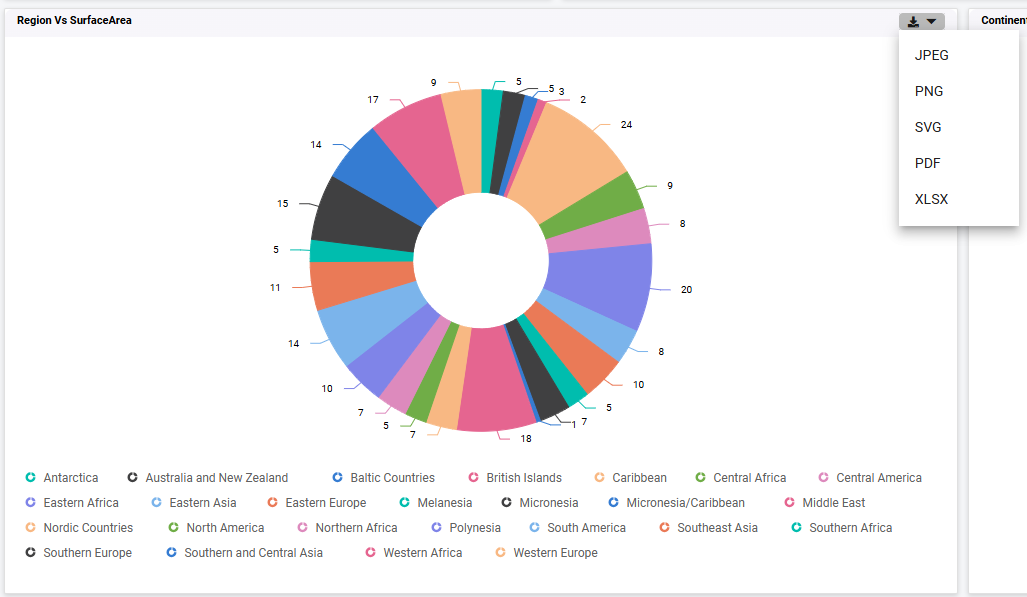 Region Vs SurfaceArea
Continen
JPEG
PNG
SVG
PDF
XLSX
5
5
3
2
24
9
8
20
8
10
5
7
1
18
7
5
7
10
14
11
5
15
14
17
9
Antarctica Australia and New Zealand Baltic Countries British Islands Caribbean Central Africa Central America
Eastern Africa Eastern Asia Eastern Europe Melanesia Micronesia Micronesia/Caribbean Middle East
Nordic Countries North America Northern Africa Polynesia South America Southeast Asia Southern Africa
Southern Europe Southern and Central Asia Western Africa Western Europe